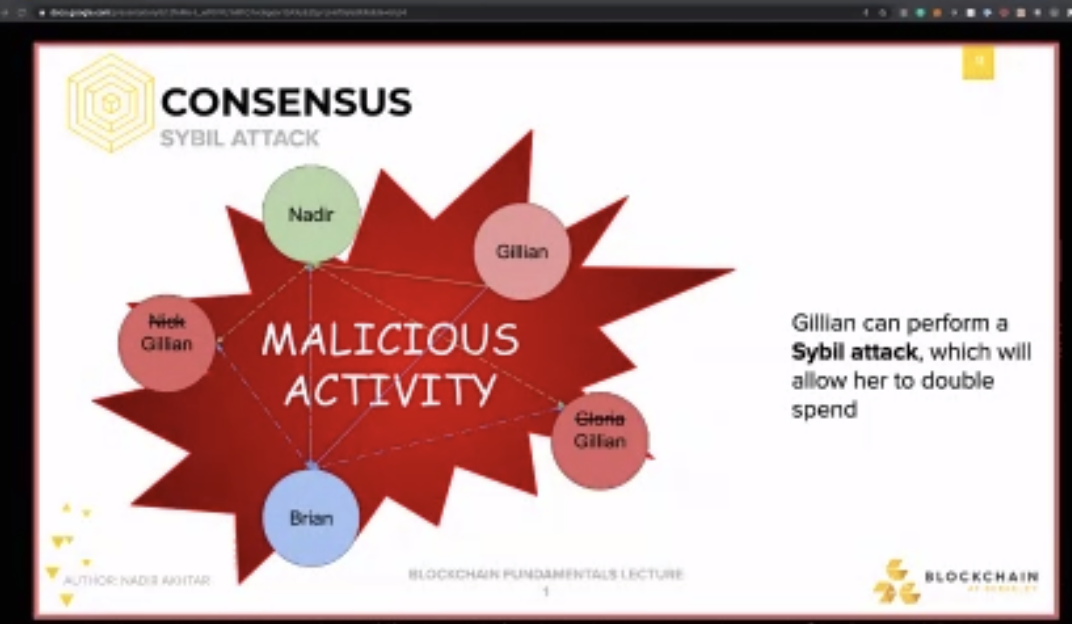 CONSENSUS
SYBIL ATTACK
Nadir
Gillian
Nick
Gillian
MALICIOUS
ACTIVITY
Gillian can perform a
Sybil attack, which will
allow her to double
spend
Gloria
Gillian
Brian
AUTHOR: NADIR AKHTAR
BLOCKCHAIN FUNDAMENTALS LECTURE
1
BLOCKCHAIN
AT BERKELEY